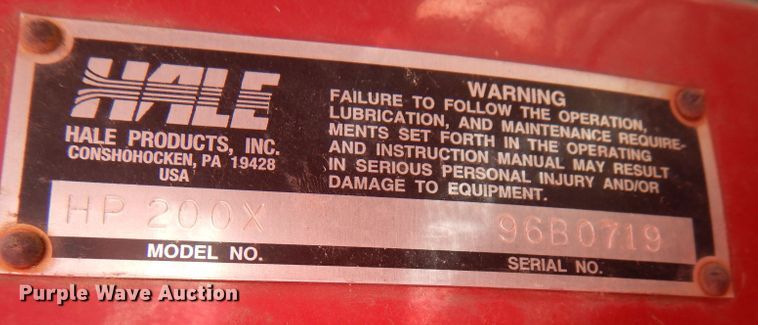 HALE
HALE PRODUCTS, INC.
CONSHOHOCKEN, PA 19428
USA
WARNING
FAILURE TO FOLLOW THE OPERATION,
LUBRICATION, AND MAINTENANCE REQUIRE-
MENTS SET FORTH IN THE OPERATING
AND INSTRUCTION MANUAL MAY RESULT
IN SERIOUS PERSONAL INJURY AND/OR
DAMAGE TO EQUIPMENT.
HP 200X
MODEL NO.
96B0719
SERIAL NO.
Purple Wave Auction